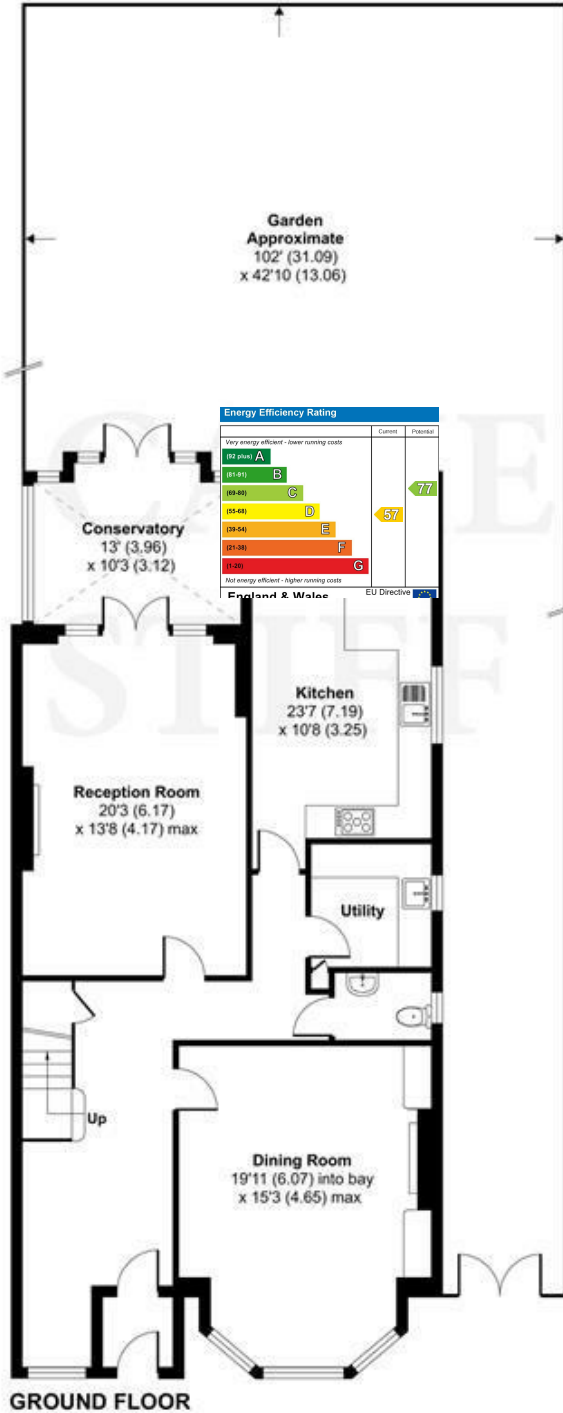 Garden
Approximate
102' (31.09)
x 42'10 (13.06)
Energy Efficiency Rating
Current Potential
Very energy efficient - lower running costs
(92 plus) A
(81-91) B
(69-80) C
77
(55-68) D
57
(39-54) E
(21-38) F
(1-20) G
Not energy efficient - higher running costs
England & Wales
EU Directive
Conservatory
13' (3.96)
x 10'3 (3.12)
Kitchen
23'7 (7.19)
x 10'8 (3.25)
Reception Room
20'3 (6.17)
x 13'8 (4.17) max
Utility
Up
Dining Room
19'11 (6.07) into bay
x 15'3 (4.65) max
GROUND FLOOR
STIFF